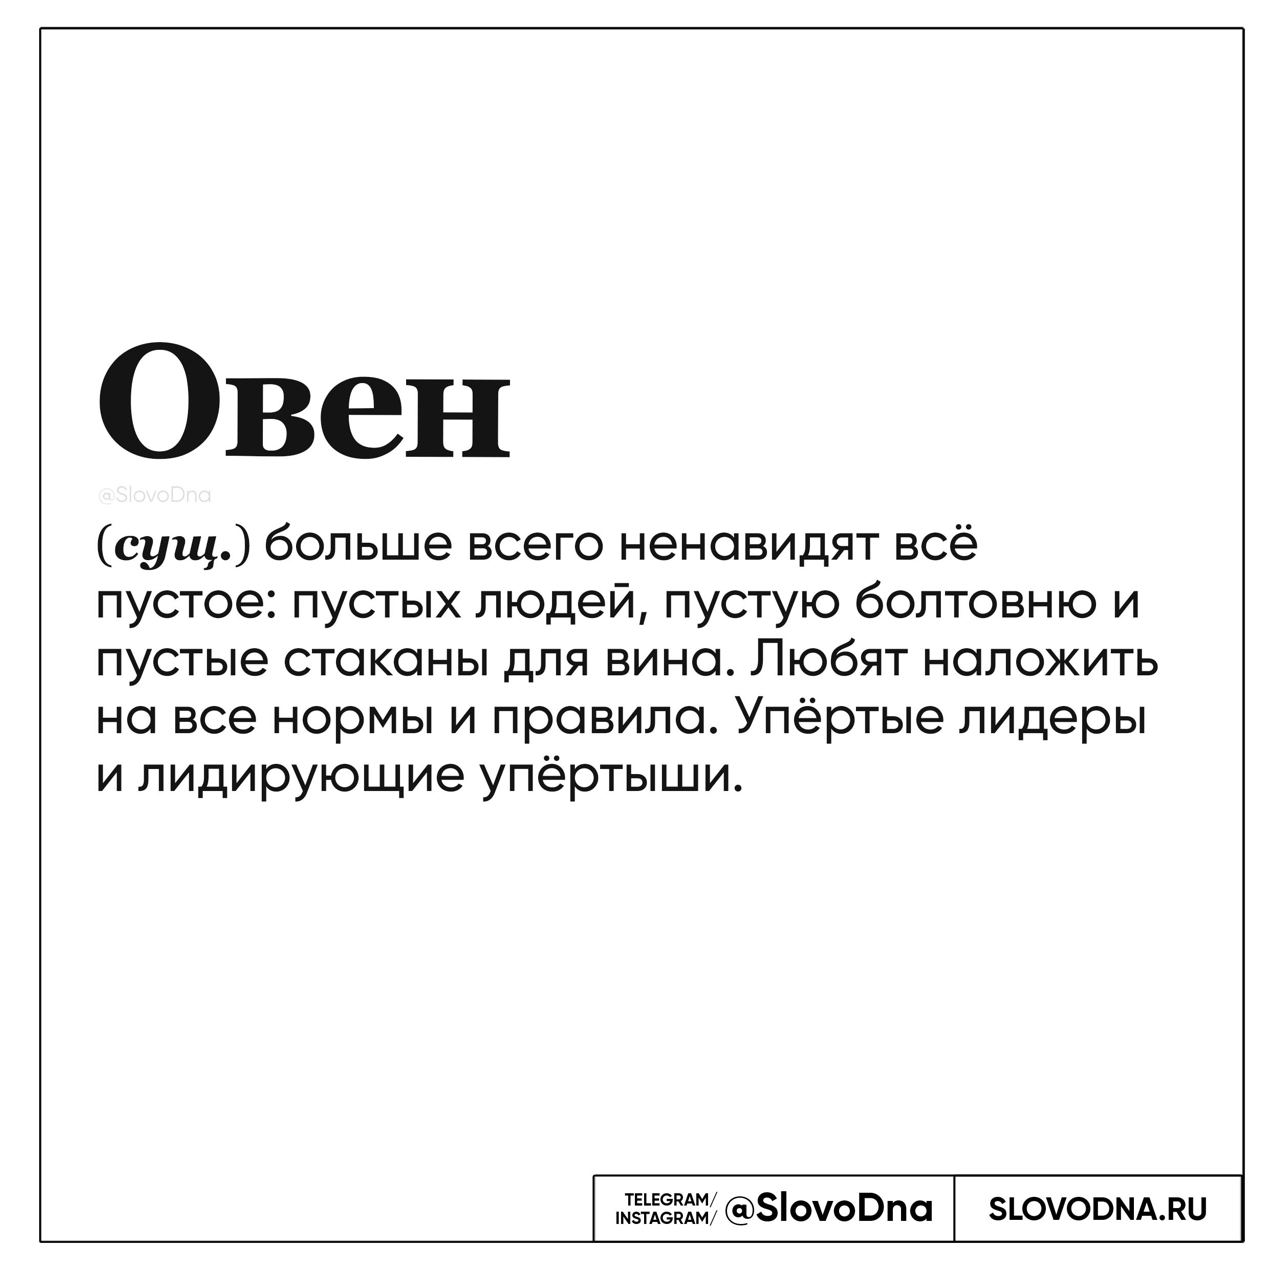 Овен
@SlovoDna
(сущ.) больше всего ненавидят всё
пустое: пустых людей, пустую болтовню и
пустые стаканы для вина. Любят наложить
на все нормы и правила. Упёртые лидеры
и лидирующие упёртыши.
TELEGRAM/
INSTAGRAM/
@SlovoDna
SLOVODNA.RU